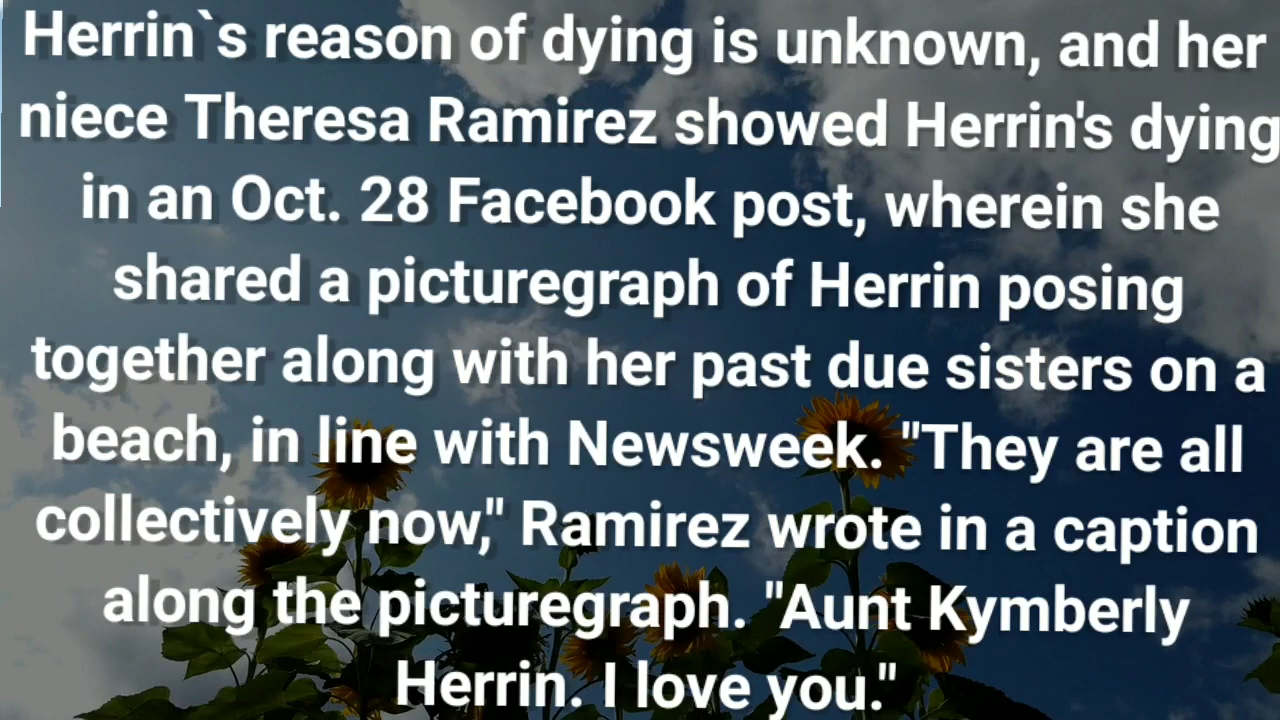 Herrin`s reason of dying is unknown, and her
niece Theresa Ramirez showed Herrin's dying
in an Oct. 28 Facebook post, wherein she
shared a picturegraph of Herrin posing
together along with her past due sisters on a
beach, in line with Newsweek. "They are all
collectively now," Ramirez wrote in a caption
along the picturegraph. "Aunt Kymberly
Herrin. I love you."